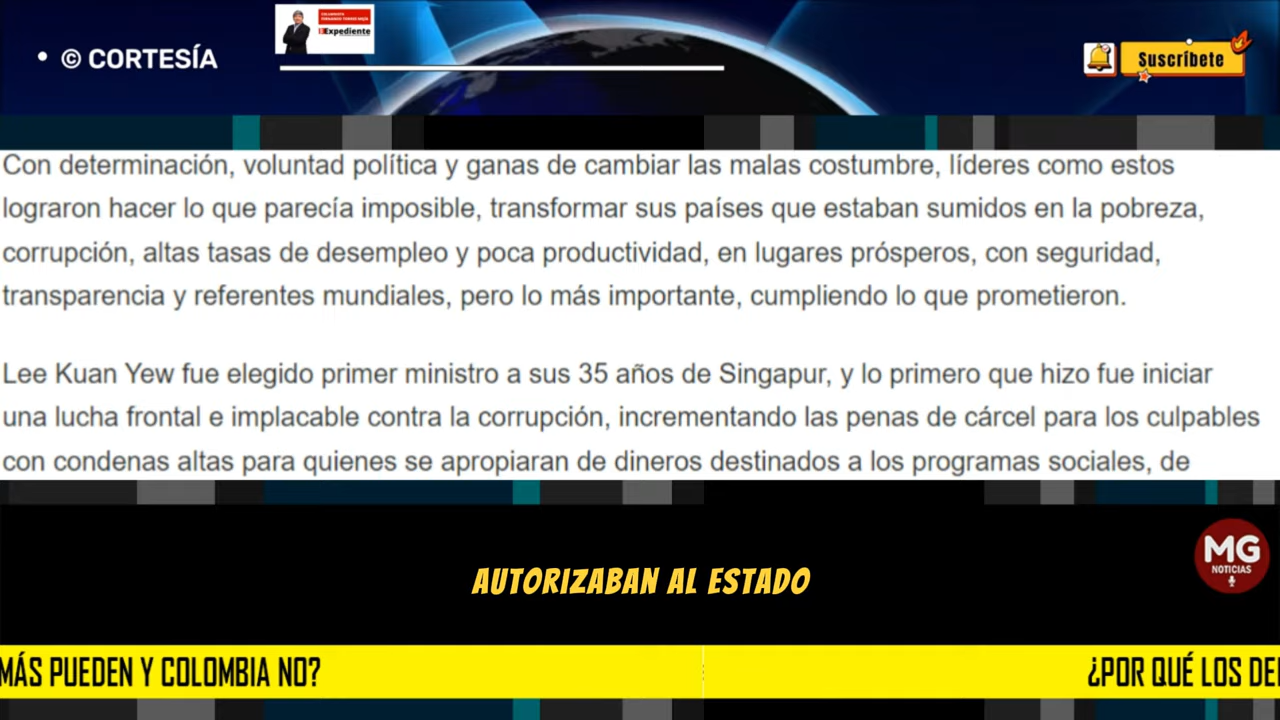 • © CORTESÍA
Expediente
Suscríbete
Con determinación, voluntad política y ganas de cambiar las malas costumbre, líderes como estos
lograron hacer lo que parecía imposible, transformar sus países que estaban sumidos en la pobreza,
corrupción, altas tasas de desempleo y poca productividad, en lugares prósperos, con seguridad,
transparencia y referentes mundiales, pero lo más importante, cumpliendo lo que prometieron.
Lee Kuan Yew fue elegido primer ministro a sus 35 años de Singapur, y lo primero que hizo fue iniciar
una lucha frontal e implacable contra la corrupción, incrementando las penas de cárcel para los culpables
con condenas altas para quienes se apropiaran de dineros destinados a los programas sociales, de
AUTORIZABAN AL ESTADO
MG
NOTICIAS
MÁS PUEDEN Y COLOMBIA NO?
¿POR QUÉ LOS DE